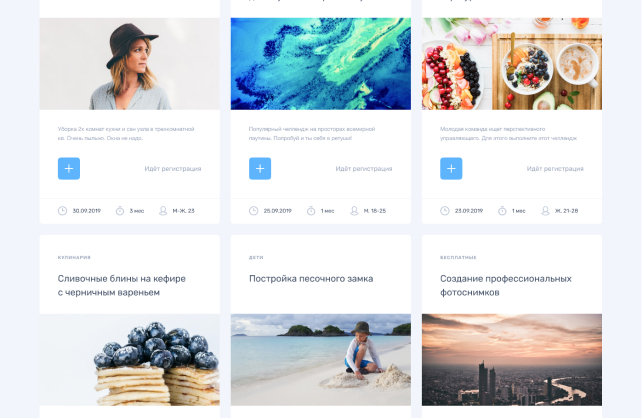 Уборка 2х комнат кухни и сан узла в трехкомнатной
кв. Очень пыльно. Окна не надо.
Популярный челлендж на просторах всемирной
паутины. Попробуй и ты себя в ретуши!
Молодая команда ищет перспективного
управляющего. Для этого выполните этот челлендж
Идёт регистрация
Идёт регистрация
Идёт регистрация
30.09.2019 3 мес М-Ж, 23
25.09.2019 1 мес М, 18-25
23.09.2019 1 мес Ж, 21-28
КУЛИНАРИЯ
Сливочные блины на кефире
с черничным вареньем
ДЕТИ
Постройка песочного замка
БЕСПЛАТНЫЕ
Создание профессиональных
фотоснимков